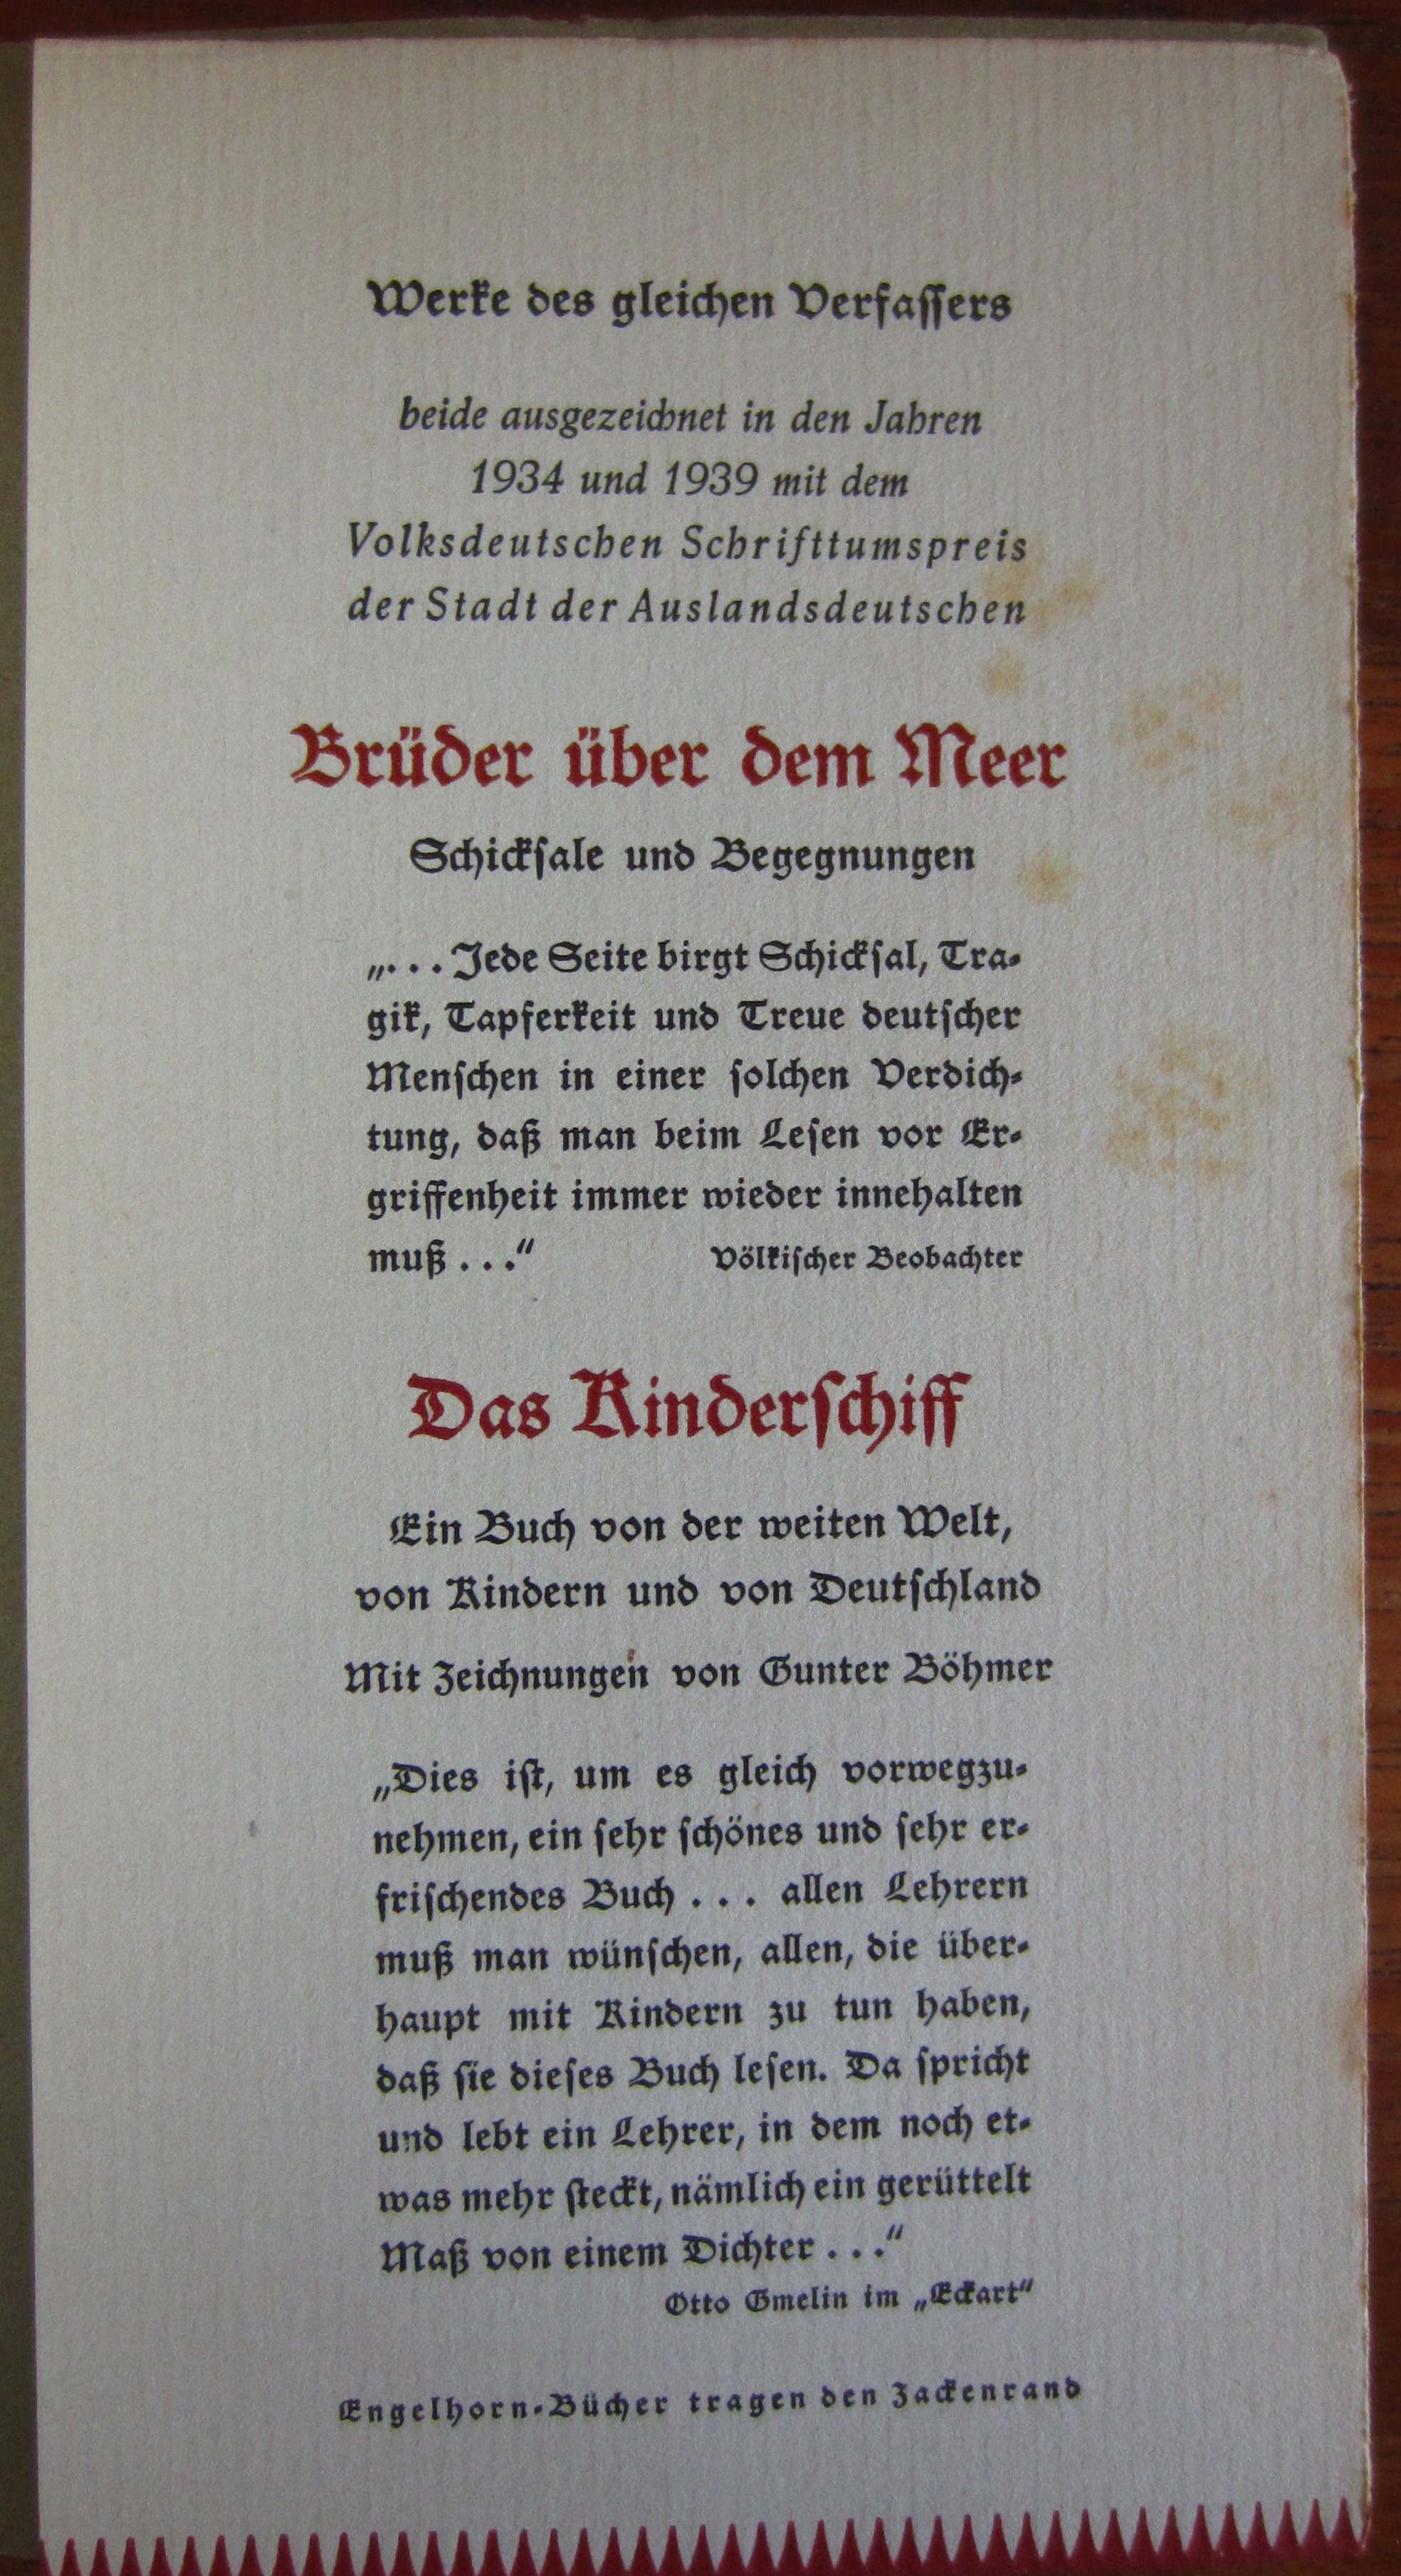 Werke des gleichen Verfassers
beide ausgezeichnet in den Jahren
1934 und 1939 mit dem
Volksdeutschen Schrifttumspreis
der Stadt der Auslandsdeutschen
Brüder über dem Meer
Schicksale und Begegnungen
„... Jede Seite birgt Schicksal, Tra-
gik, Tapferkeit und Treue deutscher
Menschen in einer solchen Verdich-
tung, daß man beim Lesen vor Er-
griffenheit immer wieder innehalten
muß ...“ Völkischer Beobachter
Das Kinderschiff
Ein Buch von der weiten Welt,
von Kindern und von Deutschland
Mit Zeichnungen von Gunter Böhmer
„Dies ist, um es gleich vorwegzu-
nehmen, ein sehr schönes und sehr er-
frischendes Buch ... allen Lehrern
muß man wünschen, allen, die über-
haupt mit Kindern zu tun haben,
daß sie dieses Buch lesen. Da spricht
und lebt ein Lehrer, in dem noch et-
was mehr steckt, nämlich ein gerüttelt
Maß von einem Dichter ...“
Otto Gmelin im „Eckart“
Engelhorn-Bücher tragen den Zackenrand